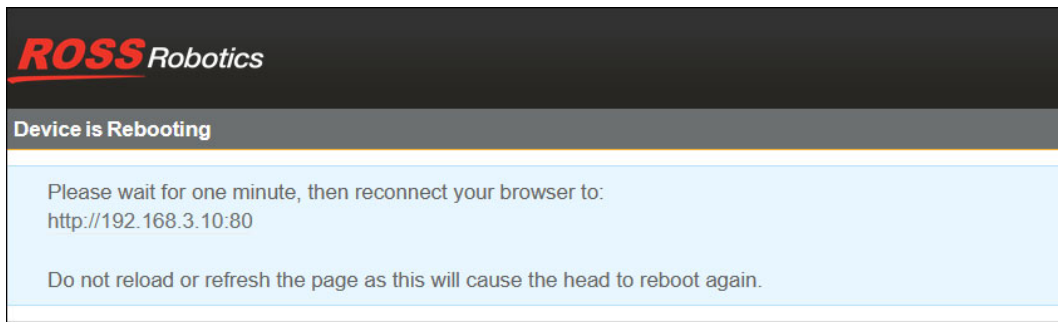 ROSS Robotics
Device is Rebooting
Please wait for one minute, then reconnect your browser to:
http://192.168.3.10:80
Do not reload or refresh the page as this will cause the head to reboot again.